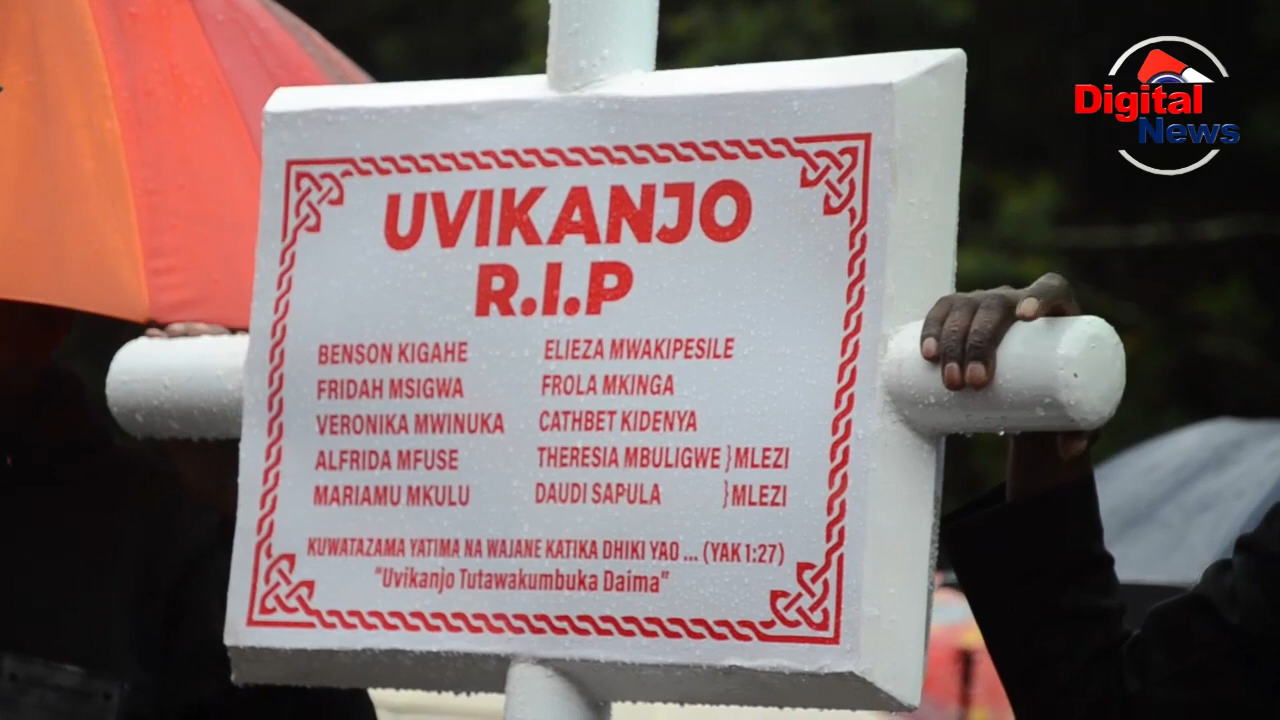 UVIKANJO
R.I.P
BENSON KIGAHE
FRIDAH MSIGWA
VERONIKA MWINUKA
ALFRIDA MFUSE
MARIAMU MKULU
ELIEZA MWAKIPESILE
FROLA MKINGA
CATHBET KIDENYA
THERESIA MBULIGWE }MLEZI
DAUDI SAPULA }MLEZI
KUWATAZAMA YATIMA NA WAJANE KATIKA DHIKI YAO ... (YAK 1:27)
"Uvikanjo Tutawakumbuka Daima"
Digital
News